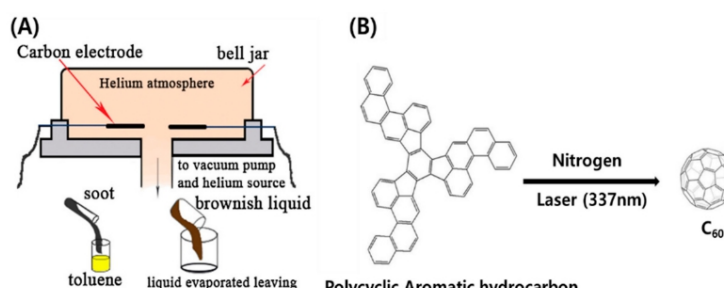 (A)
Carbon electrode
bell jar
Helium atmosphere
to vacuum pump
and helium source
soot
brownish liquid
toluene
liquid evaporated leaving
(B)
Nitrogen
Laser (337nm)
C60
Polycyclic Aromatic hydrocarbon